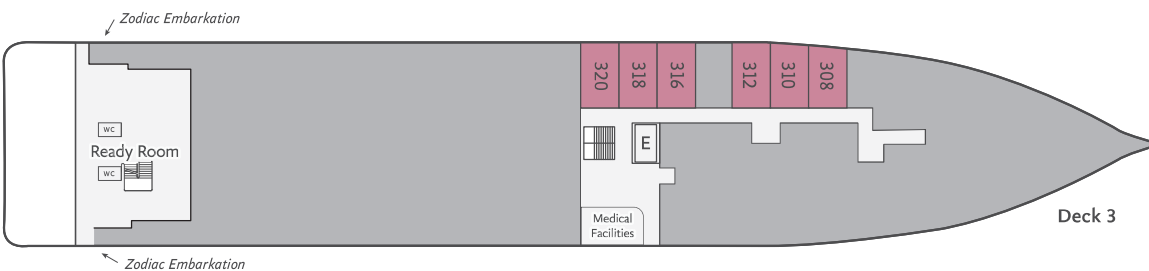 Zodiac Embarkation
320
318
316
312
310
308
wc
Ready Room
wc
E
Medical
Facilities
Deck 3
Zodiac Embarkation